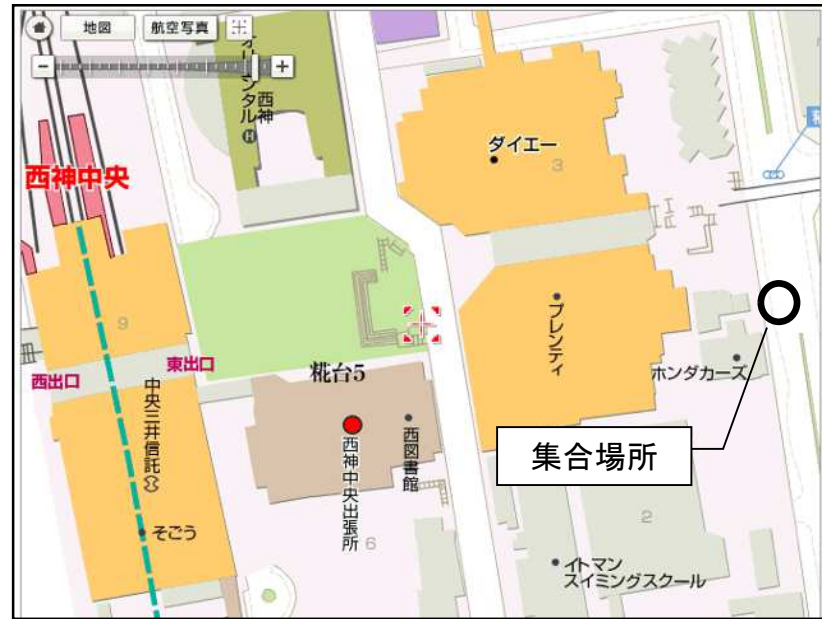 地図
航空写真
オリエンタル
西神
H
ダイエー
3
西神中央
9
プレンティ
西出口
東出口
糀台5
ホンダカーズ
中央三井信託
西図書館
集合場所
西神中央出張所
そごう
6
2
イトマン
スイミングスクール